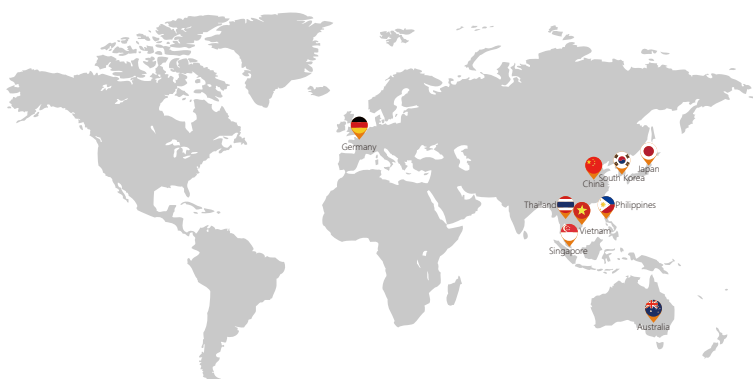 Germany
Japan
South Korea
China
Thailand
Philippines
Vietnam
Singapore
Australia